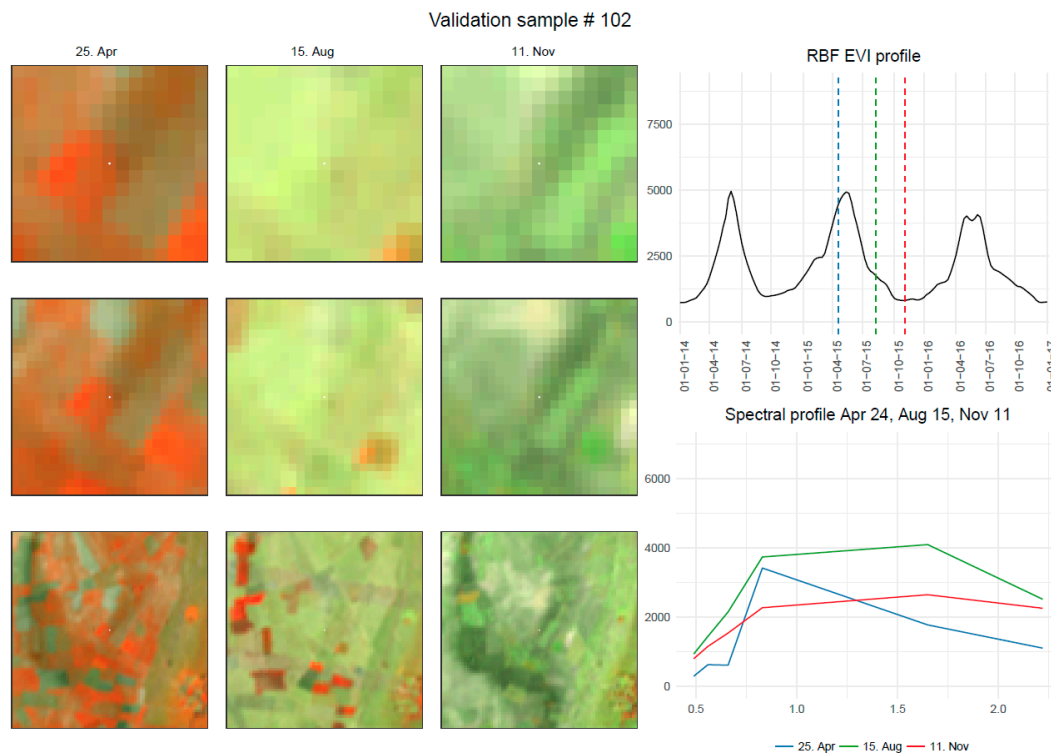 Validation sample # 102
25. Apr
15. Aug
11. Nov
RBF EVI profile
7500
5000
2500
0
01-01-14
01-04-14
01-07-14
01-10-14
01-01-15
01-04-15
01-07-15
01-10-15
01-01-16
01-04-16
01-07-16
01-10-16
01-01-17
Spectral profile Apr 24, Aug 15, Nov 11
6000
4000
2000
0
0.5
1.0
1.5
2.0
25. Apr
15. Aug
11. Nov